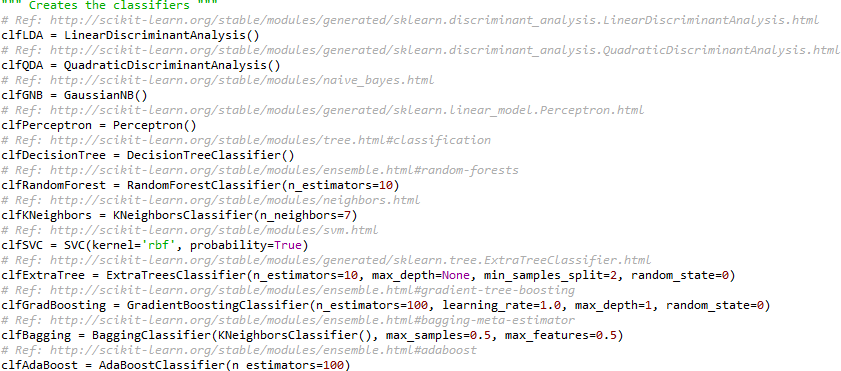 """ Creates the classifiers """
# Ref: http://scikit-learn.org/stable/modules/generated/sklearn.discriminant_analysis.LinearDiscriminantAnalysis.html
clfLDA = LinearDiscriminantAnalysis()
# Ref: http://scikit-learn.org/stable/modules/generated/sklearn.discriminant_analysis.QuadraticDiscriminantAnalysis.html
clfQDA = QuadraticDiscriminantAnalysis()
# Ref: http://scikit-learn.org/stable/modules/naive_bayes.html
clfGNB = GaussianNB()
# Ref: http://scikit-learn.org/stable/modules/generated/sklearn.linear_model.Perceptron.html
clfPerceptron = Perceptron()
# Ref: http://scikit-learn.org/stable/modules/tree.html#classification
clfDecisionTree = DecisionTreeClassifier()
# Ref: http://scikit-learn.org/stable/modules/ensemble.html#random-forests
clfRandomForest = RandomForestClassifier(n_estimators=10)
# Ref: http://scikit-learn.org/stable/modules/neighbors.html
clfKNeighbors = KNeighborsClassifier(n_neighbors=7)
# Ref: http://scikit-learn.org/stable/modules/svm.html
clfSVC = SVC(kernel='rbf', probability=True)
# Ref: http://scikit-learn.org/stable/modules/generated/sklearn.tree.ExtraTreeClassifier.html
clfExtraTree = ExtraTreesClassifier(n_estimators=10, max_depth=None, min_samples_split=2, random_state=0)
# Ref: http://scikit-learn.org/stable/modules/ensemble.html#gradient-tree-boosting
clfGradBoosting = GradientBoostingClassifier(n_estimators=100, learning_rate=1.0, max_depth=1, random_state=0)
# Ref: http://scikit-learn.org/stable/modules/ensemble.html#bagging-meta-estimator
clfBagging = BaggingClassifier(KNeighborsClassifier(), max_samples=0.5, max_features=0.5)
# Ref: http://scikit-learn.org/stable/modules/ensemble.html#adaboost
clfAdaBoost = AdaBoostClassifier(n_estimators=100)